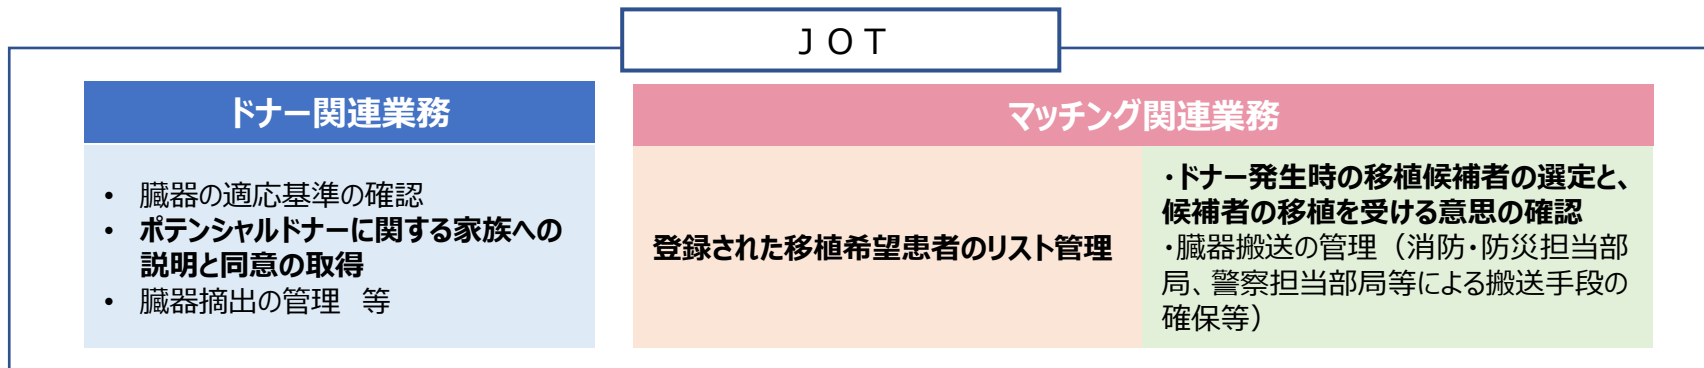 ＪＯＴ
ドナー関連業務
• 臓器の適応基準の確認
• ポテンシャルドナーに関する家族への
説明と同意の取得
• 臓器摘出の管理　等
マッチング関連業務
登録された移植希望患者のリスト管理
・ドナー発生時の移植候補者の選定と、
候補者の移植を受ける意思の確認
・臓器搬送の管理（消防・防災担当部
局、警察担当部局等による搬送手段の
確保等）